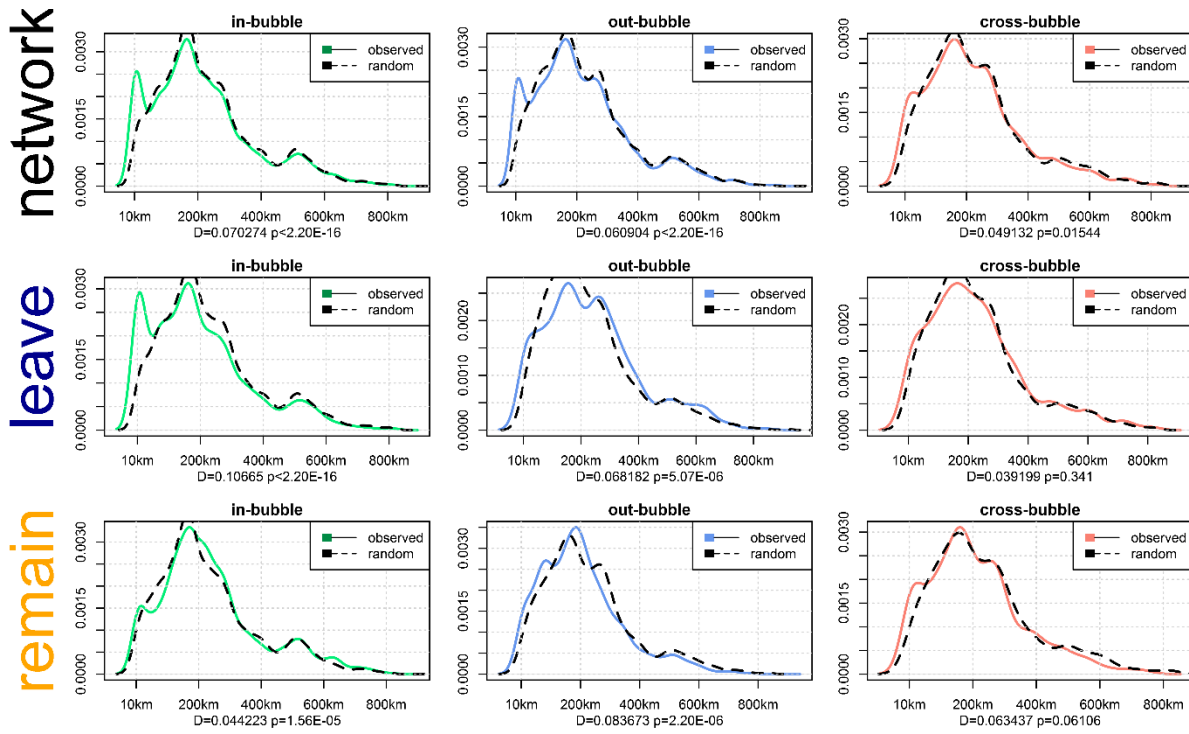 network
in-bubble
observed
random
0.0030
0.0015
0.0000
10km 200km 400km 600km 800km
D=0.070274 p<2.20E-16
out-bubble
observed
random
0.0030
0.0015
0.0000
10km 200km 400km 600km 800km
D=0.060904 p<2.20E-16
cross-bubble
observed
random
0.0030
0.0015
0.0000
10km 200km 400km 600km 800km
D=0.049132 p=0.01544
leave
in-bubble
observed
random
0.0030
0.0015
0.0000
10km 200km 400km 600km 800km
D=0.10665 p<2.20E-16
out-bubble
observed
random
0.0020
0.0010
0.0000
10km 200km 400km 600km 800km
D=0.068182 p=5.07E-06
cross-bubble
observed
random
0.0020
0.0010
0.0000
10km 200km 400km 600km 800km
D=0.039199 p=0.341
remain
in-bubble
observed
random
0.0030
0.0015
0.0000
10km 200km 400km 600km 800km
D=0.044223 p=1.56E-05
out-bubble
observed
random
0.0030
0.0015
0.0000
10km 200km 400km 600km 800km
D=0.083673 p=2.20E-06
cross-bubble
observed
random
0.0030
0.0015
0.0000
10km 200km 400km 600km 800km
D=0.063437 p=0.06106